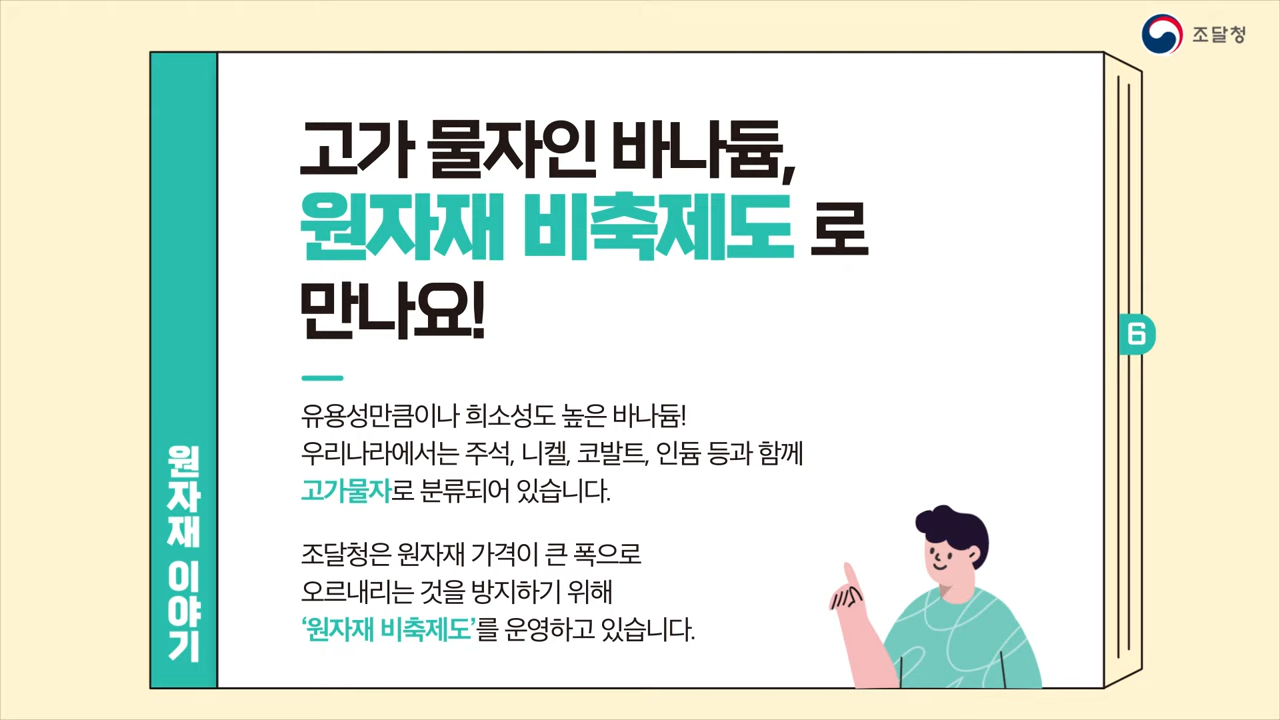 조달청
고가 물자인 바나듐,
원자재 비축제도 로
만나요!
유용성만큼이나 희소성도 높은 바나듐!
우리나라에서는 주석, 니켈, 코발트, 인듐 등과 함께
고가물자로 분류되어 있습니다.
조달청은 원자재 가격이 큰 폭으로
오르내리는 것을 방지하기 위해
‘원자재 비축제도’를 운영하고 있습니다.
원자재 이야기
6